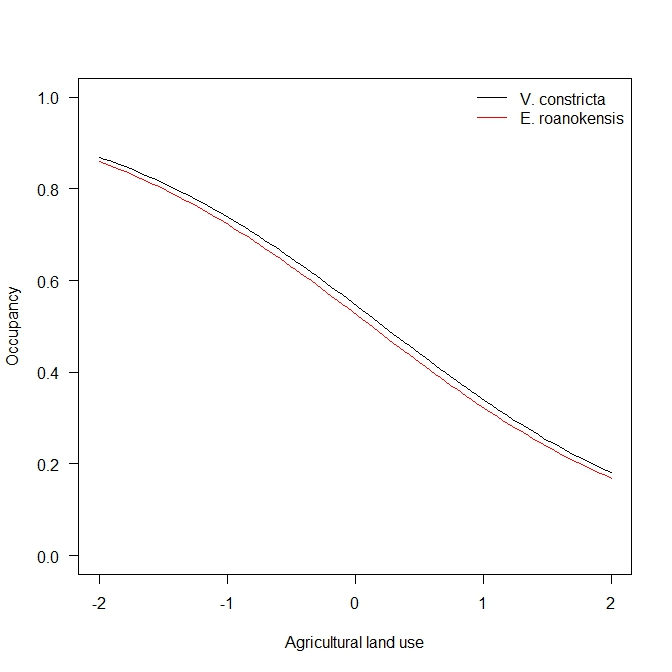 V. constricta
E. roanokensis
1.0
0.8
0.6
0.4
0.2
0.0
Occupancy
-2 -1 0 1 2
Agricultural land use